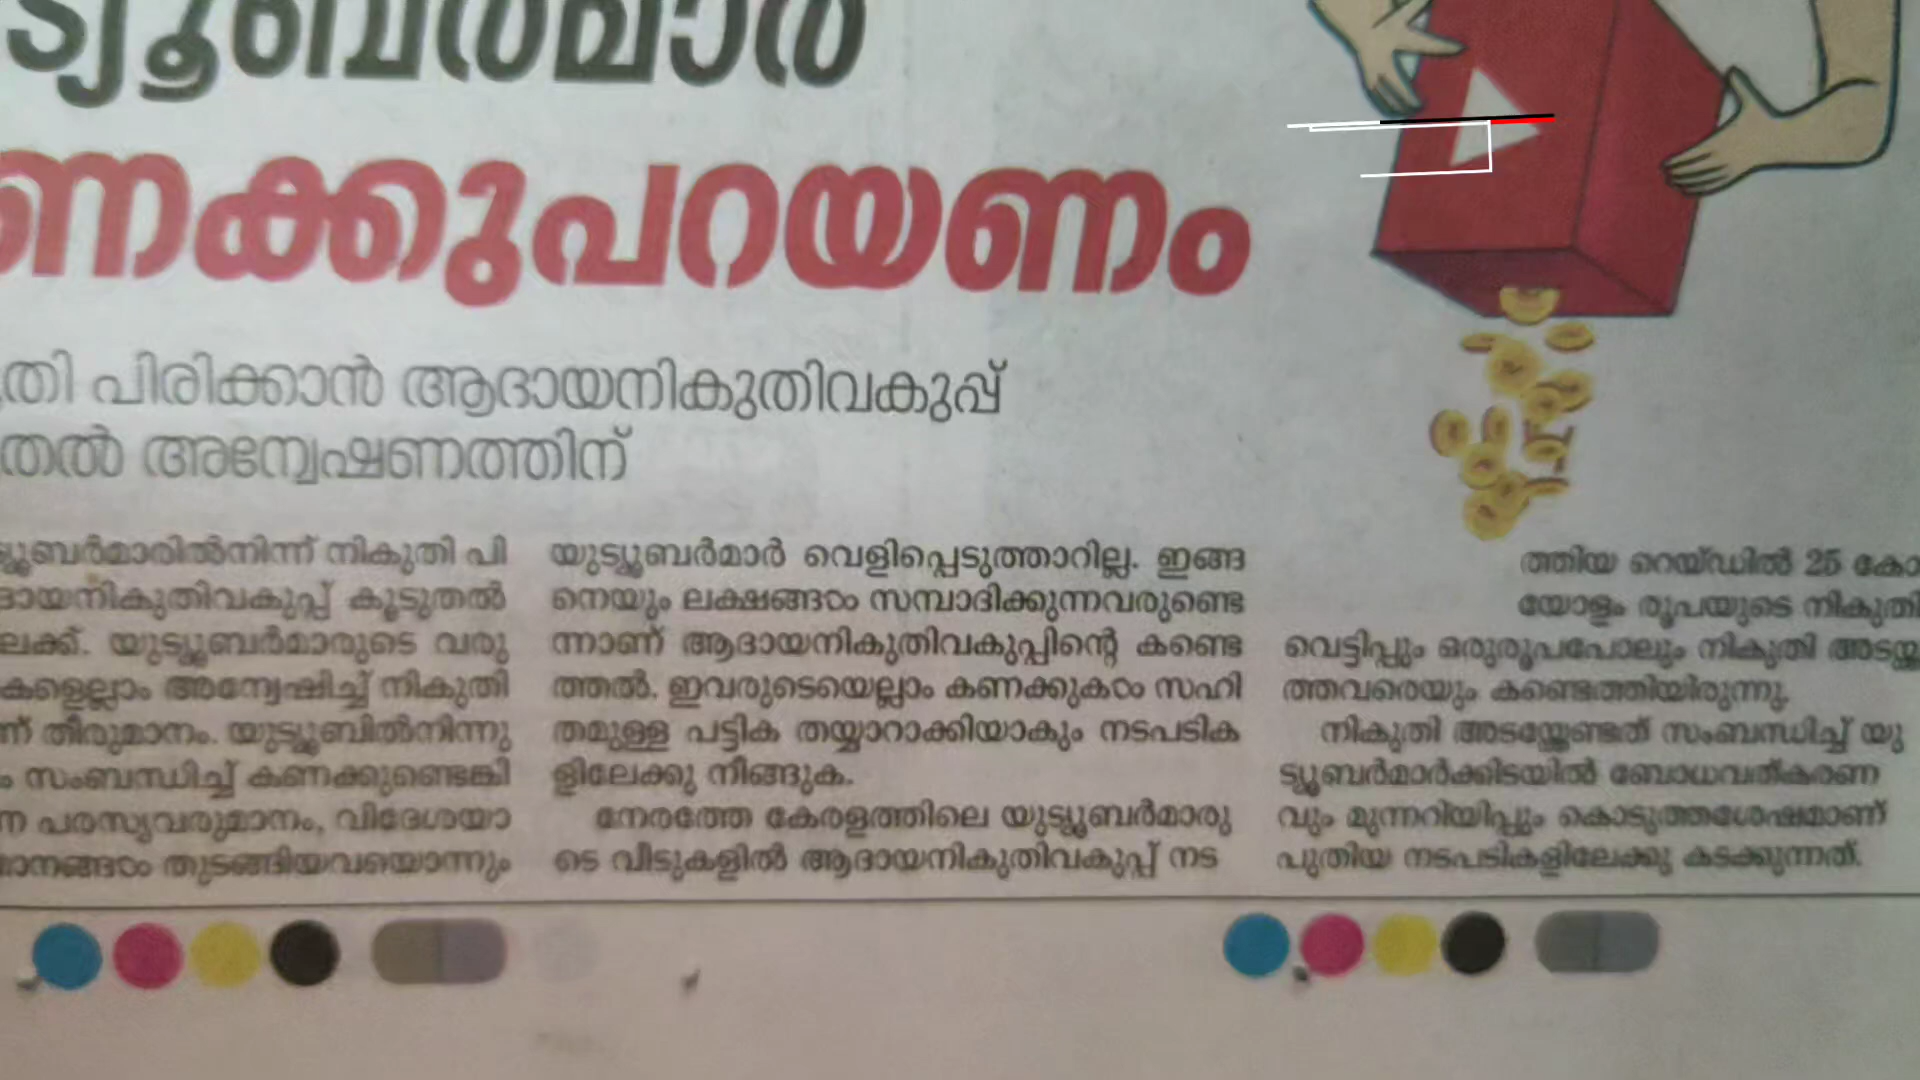 ട്യൂബർമാർ
ണക്കുപറയണം
തി പിരിക്കാൻ ആദായനികുതിവകുപ്പ്
തൽ അന്വേഷണത്തിന്
ട്യൂബർമാരിൽനിന്ന് നികുതി പി
ദായനികുതിവകുപ്പ് കൂടുതൽ
ലക്ക്. യുട്യൂബർമാരുടെ വരു
കളെല്ലാം അന്വേഷിച്ച് നികുതി
ന് തീരുമാനം. യുട്യൂബിൽനിന്നു
ം സംബന്ധിച്ച് കണക്കുണ്ടെങ്കി
ന്ന പരസ്യവരുമാനം, വിദേശയാ
മാനങ്ങൾ തുടങ്ങിയവയൊന്നും
യുട്യൂബർമാർ വെളിപ്പെടുത്താറില്ല. ഇങ്ങ
നെയും ലക്ഷങ്ങൾ സമ്പാദിക്കുന്നവരുണ്ടെ
ന്നാണ് ആദായനികുതിവകുപ്പിന്റെ കണ്ടെ
ത്തൽ. ഇവരുടെയെല്ലാം കണക്കുകൾ സഹി
തമുള്ള പട്ടിക തയ്യാറാക്കിയാകും നടപടിക
ളിലേക്കു നീങ്ങുക.
നേരത്തേ കേരളത്തിലെ യുട്യൂബർമാരു
ടെ വീടുകളിൽ ആദായനികുതിവകുപ്പ് നട
ത്തിയ റെയ്ഡിൽ 25 കോ
യോളം രൂപയുടെ നികുതി
വെട്ടിപ്പും ഒരുരൂപപോലും നികുതി അടയ്ക്കാ
ത്തവരെയും കണ്ടെത്തിയിരുന്നു.
നികുതി അടയ്ക്കേണ്ടത് സംബന്ധിച്ച് യു
ട്യൂബർമാർക്കിടയിൽ ബോധവത്കരണ
വും മുന്നറിയിപ്പും കൊടുത്തശേഷമാണ്
പുതിയ നടപടികളിലേക്കു കടക്കുന്നത്.